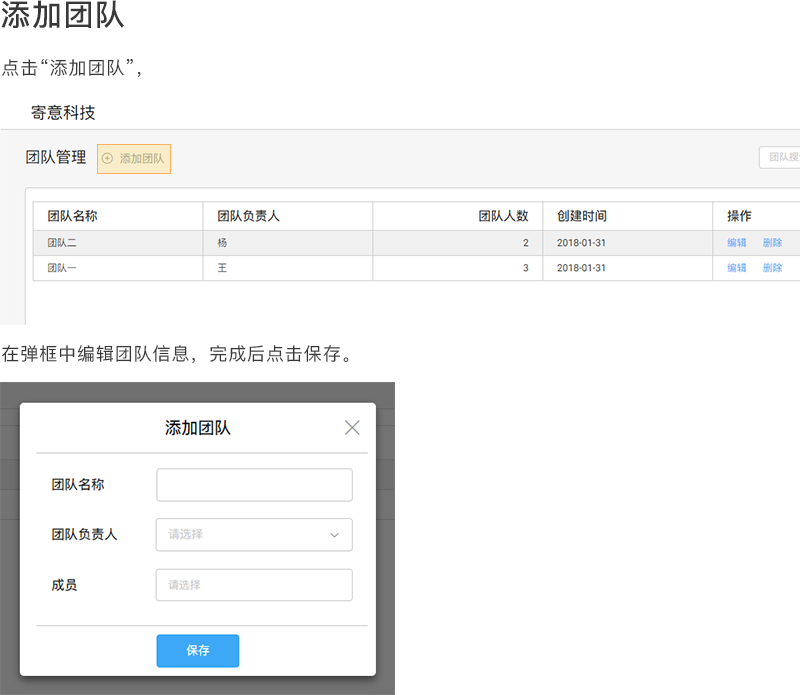 添加团队
点击“添加团队”,
寄意科技
团队管理 添加团队 团队搜
团队名称 团队负责人 团队人数 创建时间 操作
团队二 杨 2 2018-01-31 编辑 删除
团队一 王 3 2018-01-31 编辑 删除
在弹框中编辑团队信息，完成后点击保存。
添加团队
团队名称
团队负责人 请选择
成员 请选择
保存